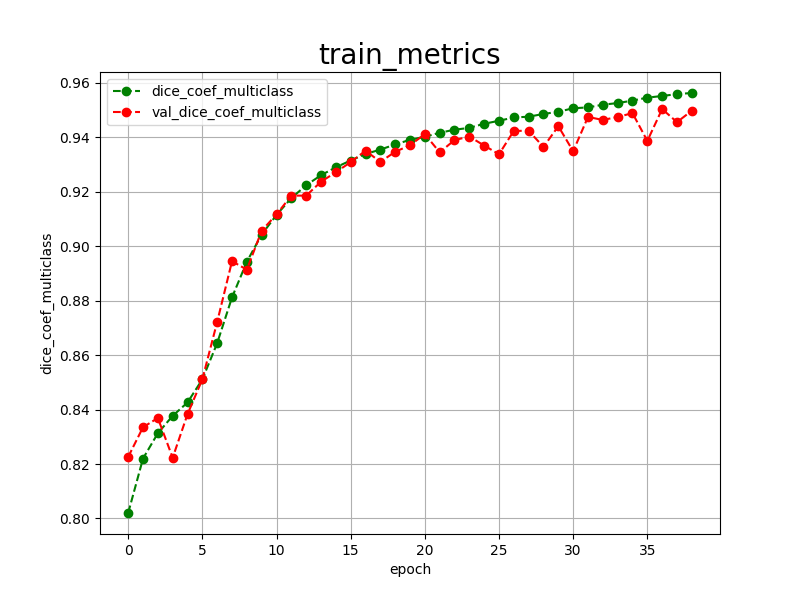 train_metrics
dice_coef_multiclass
val_dice_coef_multiclass
0.96
0.94
0.92
0.90
0.88
0.86
0.84
0.82
0.80
dice_coef_multiclass
0 5 10 15 20 25 30 35
epoch